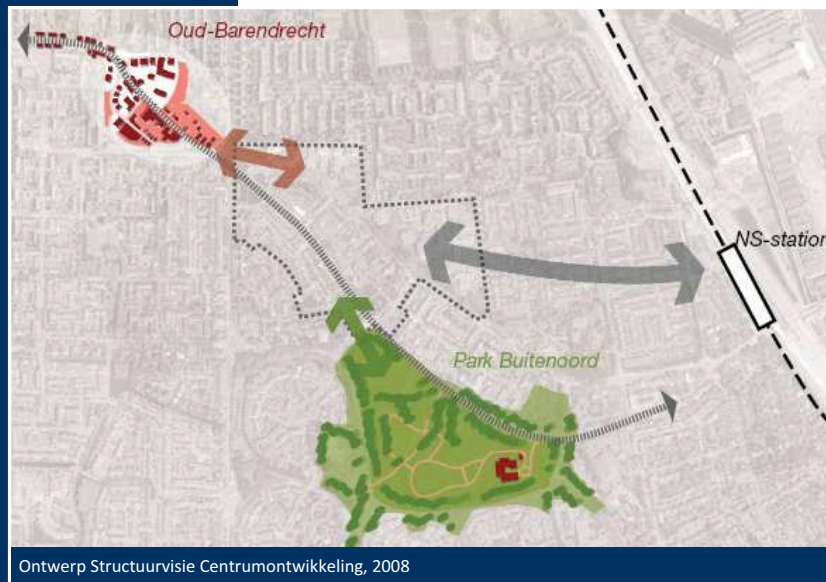 Oud-Barendrecht
NS-station
Park Buitenoord
Ontwerp Structuurvisie Centrumontwikkeling, 2008